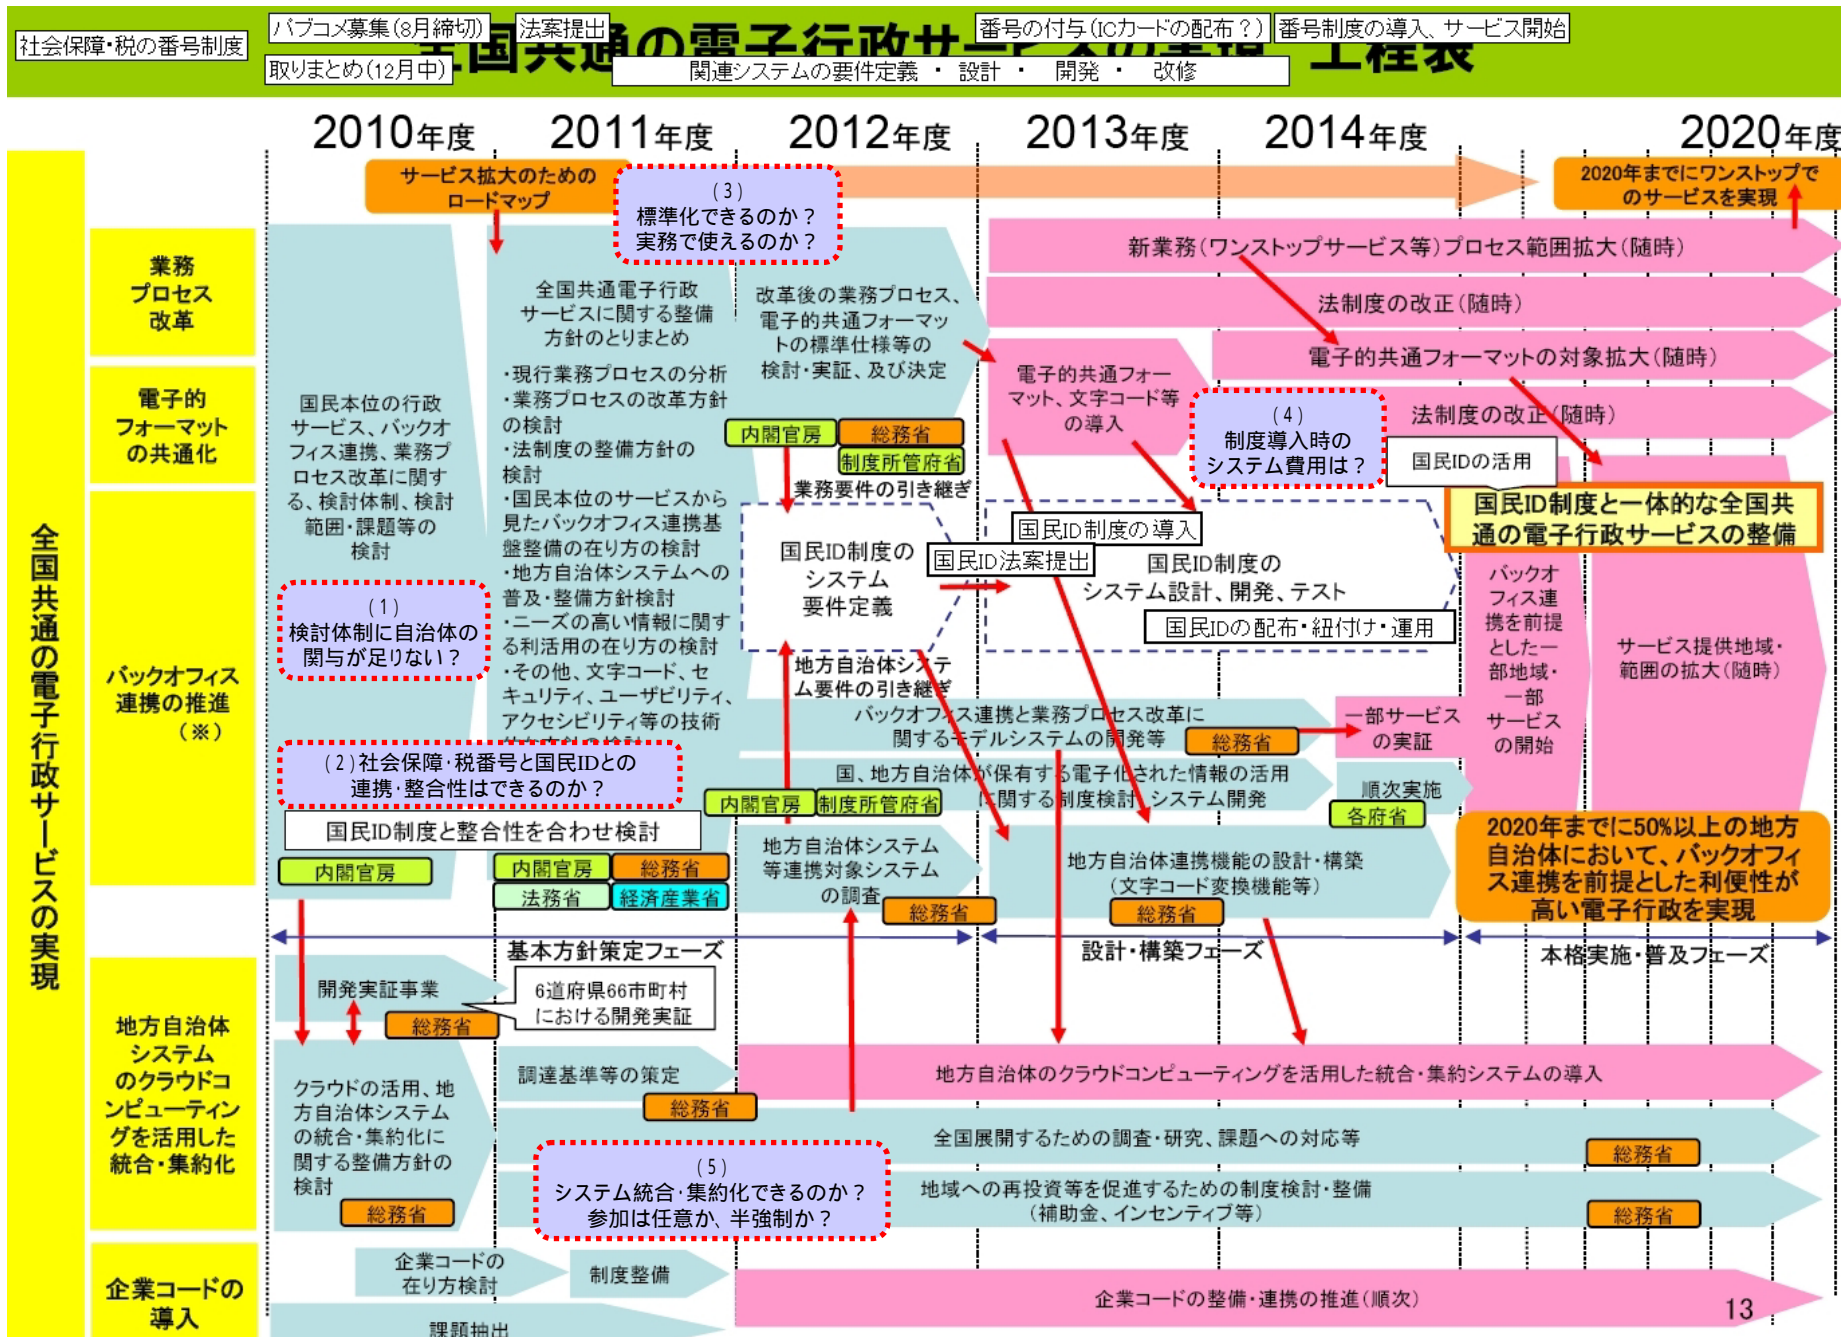 社会保障・税の番号制度
パブコメ募集(8月締切)
法案提出
番号の付与(ICカードの配布？)
番号制度の導入、サービス開始
全国共通の電子行政サービスの実現 工程表
取りまとめ(12月中)
関連システムの要件定義 ・ 設計 ・ 開発 ・ 改修
2010年度
2011年度
2012年度
2013年度
2014年度
2020年度
サービス拡大のための
ロードマップ
2020年までにワンストップで
のサービスを実現
(3)
標準化できるのか？
実務で使えるのか？
全国共通の電子行政サービスの実現
業務
プロセス
改革
電子的
フォーマット
の共通化
バックオフィス
連携の推進
(※)
地方自治体
システム
のクラウドコ
ンピューティン
グを活用した
統合・集約化
企業コードの
導入
国民本位の行政
サービス、バックオ
フィス連携、業務プ
ロセス改革に関す
る、検討体制、検討
範囲・課題等の
検討
全国共通電子行政
サービスに関する整備
方針のとりまとめ
・現行業務プロセスの分析
・業務プロセスの改革方針
の検討
・法制度の整備方針の
検討
・国民本位のサービスから
見たバックオフィス連携基
盤整備の在り方の検討
・地方自治体システムへの
普及・整備方針検討
・ニーズの高い情報に関す
る利活用の在り方の検討
・その他、文字コード、セ
キュリティ、ユーザビリティ、
アクセシビリティ等の技術
改革後の業務プロセス、
電子的共通フォーマッ
トの標準仕様等の
検討・実証、及び決定
内閣官房
総務省
制度所管府省
業務要件の引き継ぎ
新業務(ワンストップサービス等)プロセス範囲拡大(随時)
法制度の改正(随時)
電子的共通フォーマットの対象拡大(随時)
電子的共通フォー
マット、文字コード等
の導入
(4)
制度導入時の
システム費用は？
法制度の改正(随時)
国民IDの活用
国民ID制度と一体的な全国共
通の電子行政サービスの整備
国民ID制度の
システム
要件定義
国民ID制度の導入
国民ID法案提出
国民ID制度の
システム設計、開発、テスト
国民IDの配布・紐付け・運用
地方自治体システ
ム要件の引き継ぎ
(1)
検討体制に自治体の
関与が足りない？
(2)社会保障・税番号と国民IDとの
連携・整合性はできるのか？
国民ID制度と整合性を合わせ検討
内閣官房
内閣官房
総務省
法務省
経済産業省
バックオフィス連携と業務プロセス改革に
関するモデルシステムの開発等
総務省
一部サービス
の実証
国、地方自治体が保有する電子化された情報の活用
に関する制度検討、システム開発
内閣官房
制度所管府省
順次実施
各府省
地方自治体システム
等連携対象システム
の調査
総務省
地方自治体連携機能の設計・構築
(文字コード変換機能等)
総務省
バックオ
フィス連
携を前提
とした一
部地域・
一部
サービス
の開始
サービス提供地域・
範囲の拡大(随時)
2020年までに50%以上の地方
自治体において、バックオフィ
ス連携を前提とした利便性が
高い電子行政を実現
基本方針策定フェーズ
設計・構築フェーズ
本格実施・普及フェーズ
開発実証事業
総務省
6道府県66市町村
における開発実証
クラウドの活用、地
方自治体システム
の統合・集約化に
関する整備方針の
検討
総務省
調達基準等の策定
総務省
地方自治体のクラウドコンピューティングを活用した統合・集約システムの導入
全国展開するための調査・研究、課題への対応等
総務省
(5)
システム統合・集約化できるのか？
参加は任意か、半強制か？
地域への再投資等を促進するための制度検討・整備
(補助金、インセンティブ等)
総務省
企業コードの
在り方検討
制度整備
企業コードの整備・連携の推進(順次)
課題抽出
13